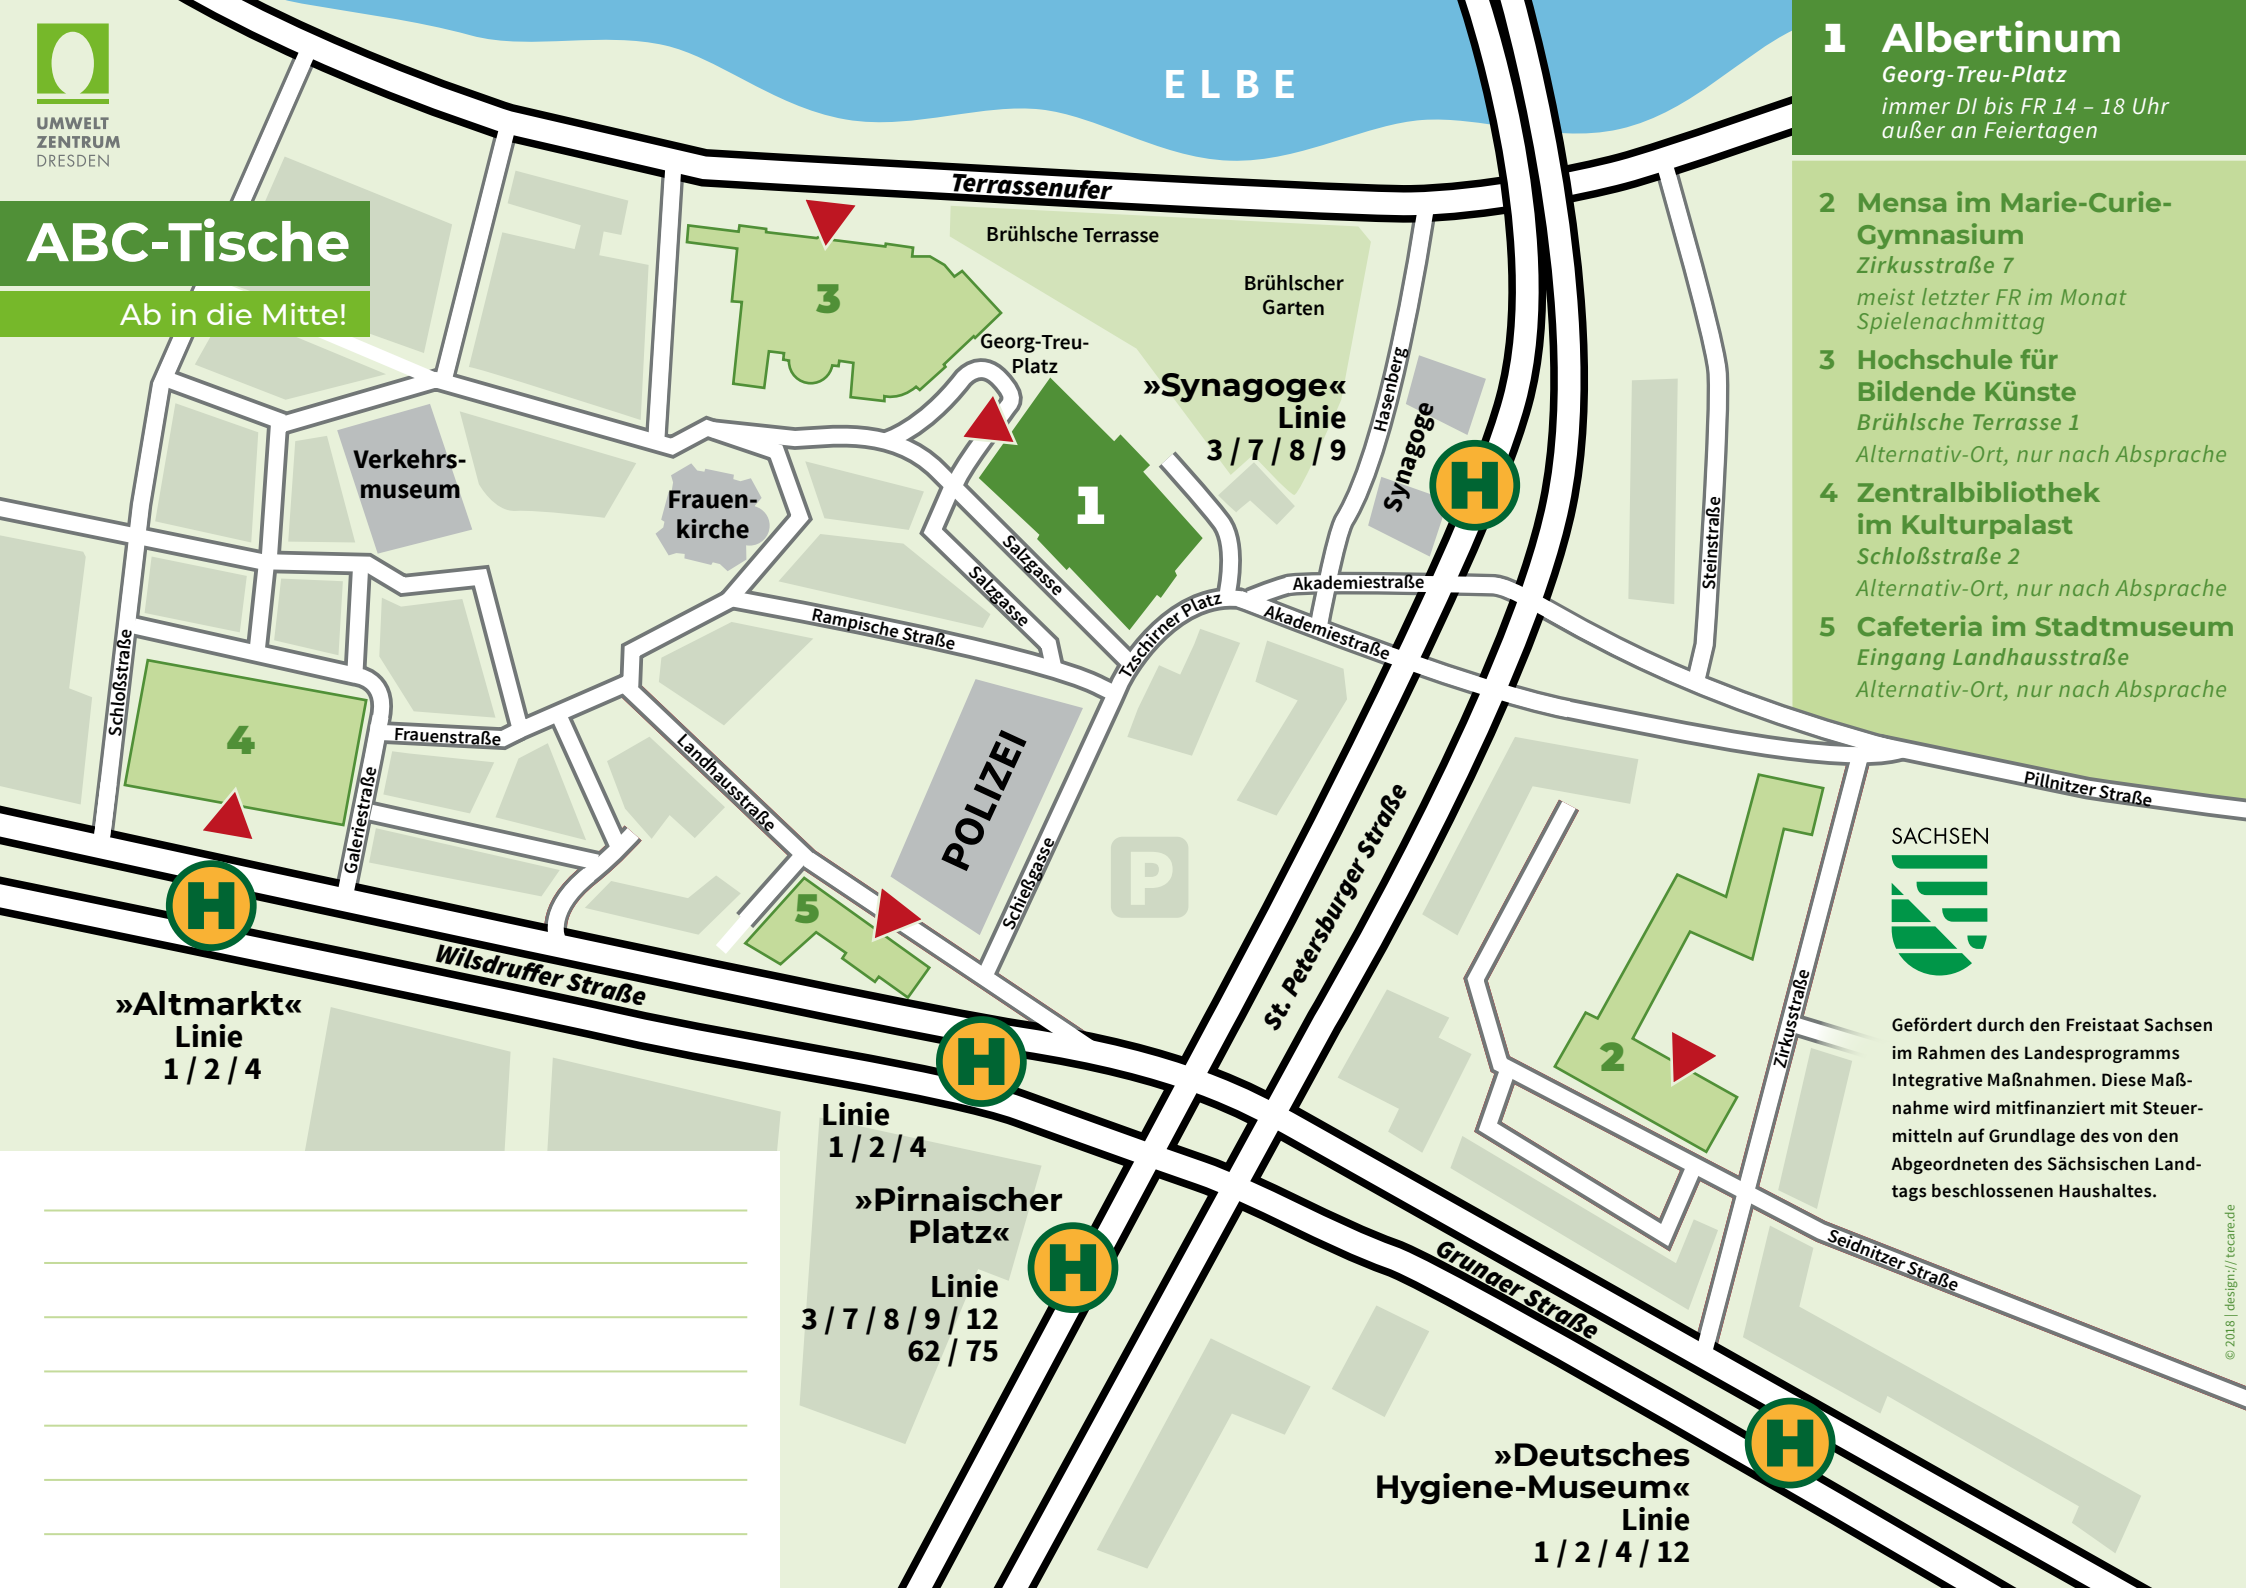 UMWELT
ZENTRUM
DRESDEN
ABC-Tische
Ab in die Mitte!
ELBE
1 Albertinum
Georg-Treu-Platz
immer DI bis FR 14 – 18 Uhr
außer an Feiertagen
2 Mensa im Marie-Curie-
Gymnasium
Zirkusstraße 7
meist letzter FR im Monat
Spielenachmittag
3 Hochschule für
Bildende Künste
Brühlsche Terrasse 1
Alternativ-Ort, nur nach Absprache
4 Zentralbibliothek
im Kulturpalast
Schloßstraße 2
Alternativ-Ort, nur nach Absprache
5 Cafeteria im Stadtmuseum
Eingang Landhausstraße
Alternativ-Ort, nur nach Absprache
Terrassenufer
Brühlsche Terrasse
Brühlscher
Garten
3
Georg-Treu-
Platz
»Synagoge«
Linie
3 / 7 / 8 / 9
Hasenberg
Synagoge
H
Steinstraße
Verkehrs-
museum
Frauen-
kirche
1
Salzgasse
Salzgasse
Akademiestraße
Akademiestraße
Tzschirner Platz
Rampische Straße
Schloßstraße
4
Frauenstraße
Galeriestraße
Landhausstraße
POLIZEI
Schießgasse
P
St. Petersburger Straße
Pillnitzer Straße
SACHSEN
Gefördert durch den Freistaat Sachsen
im Rahmen des Landesprogramms
Integrative Maßnahmen. Diese Maß-
nahme wird mitfinanziert mit Steuer-
mitteln auf Grundlage des von den
Abgeordneten des Sächsischen Land-
tags beschlossenen Haushaltes.
5
H
Wilsdruffer Straße
»Altmarkt«
Linie
1 / 2 / 4
H
Linie
1 / 2 / 4
»Pirnaischer
Platz«
H
Linie
3 / 7 / 8 / 9 / 12
62 / 75
2
Zirkusstraße
Seidnitzer Straße
Grunaer Straße
»Deutsches
Hygiene-Museum«
Linie
1 / 2 / 4 / 12
H
© 2018 | design:// tecare.de